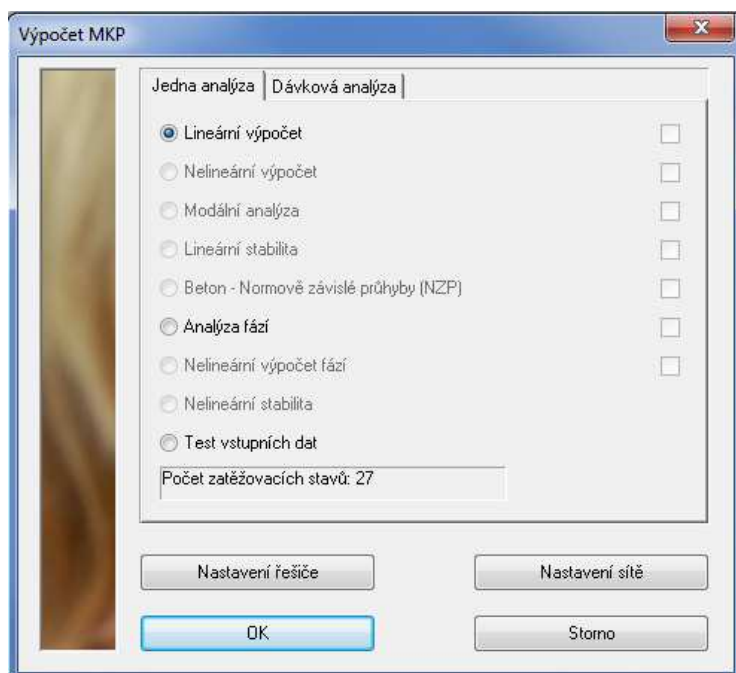 Výpočet MKP
Jedna analýza
Dávková analýza
Lineární výpočet
Nelineární výpočet
Modální analýza
Lineární stabilita
Beton - Normově závislé průhyby (NZP)
Analýza fází
Nelineární výpočet fází
Nelineární stabilita
Test vstupních dat
Počet zatěžovacích stavů: 27
Nastavení řešiče
Nastavení sítě
OK
Storno